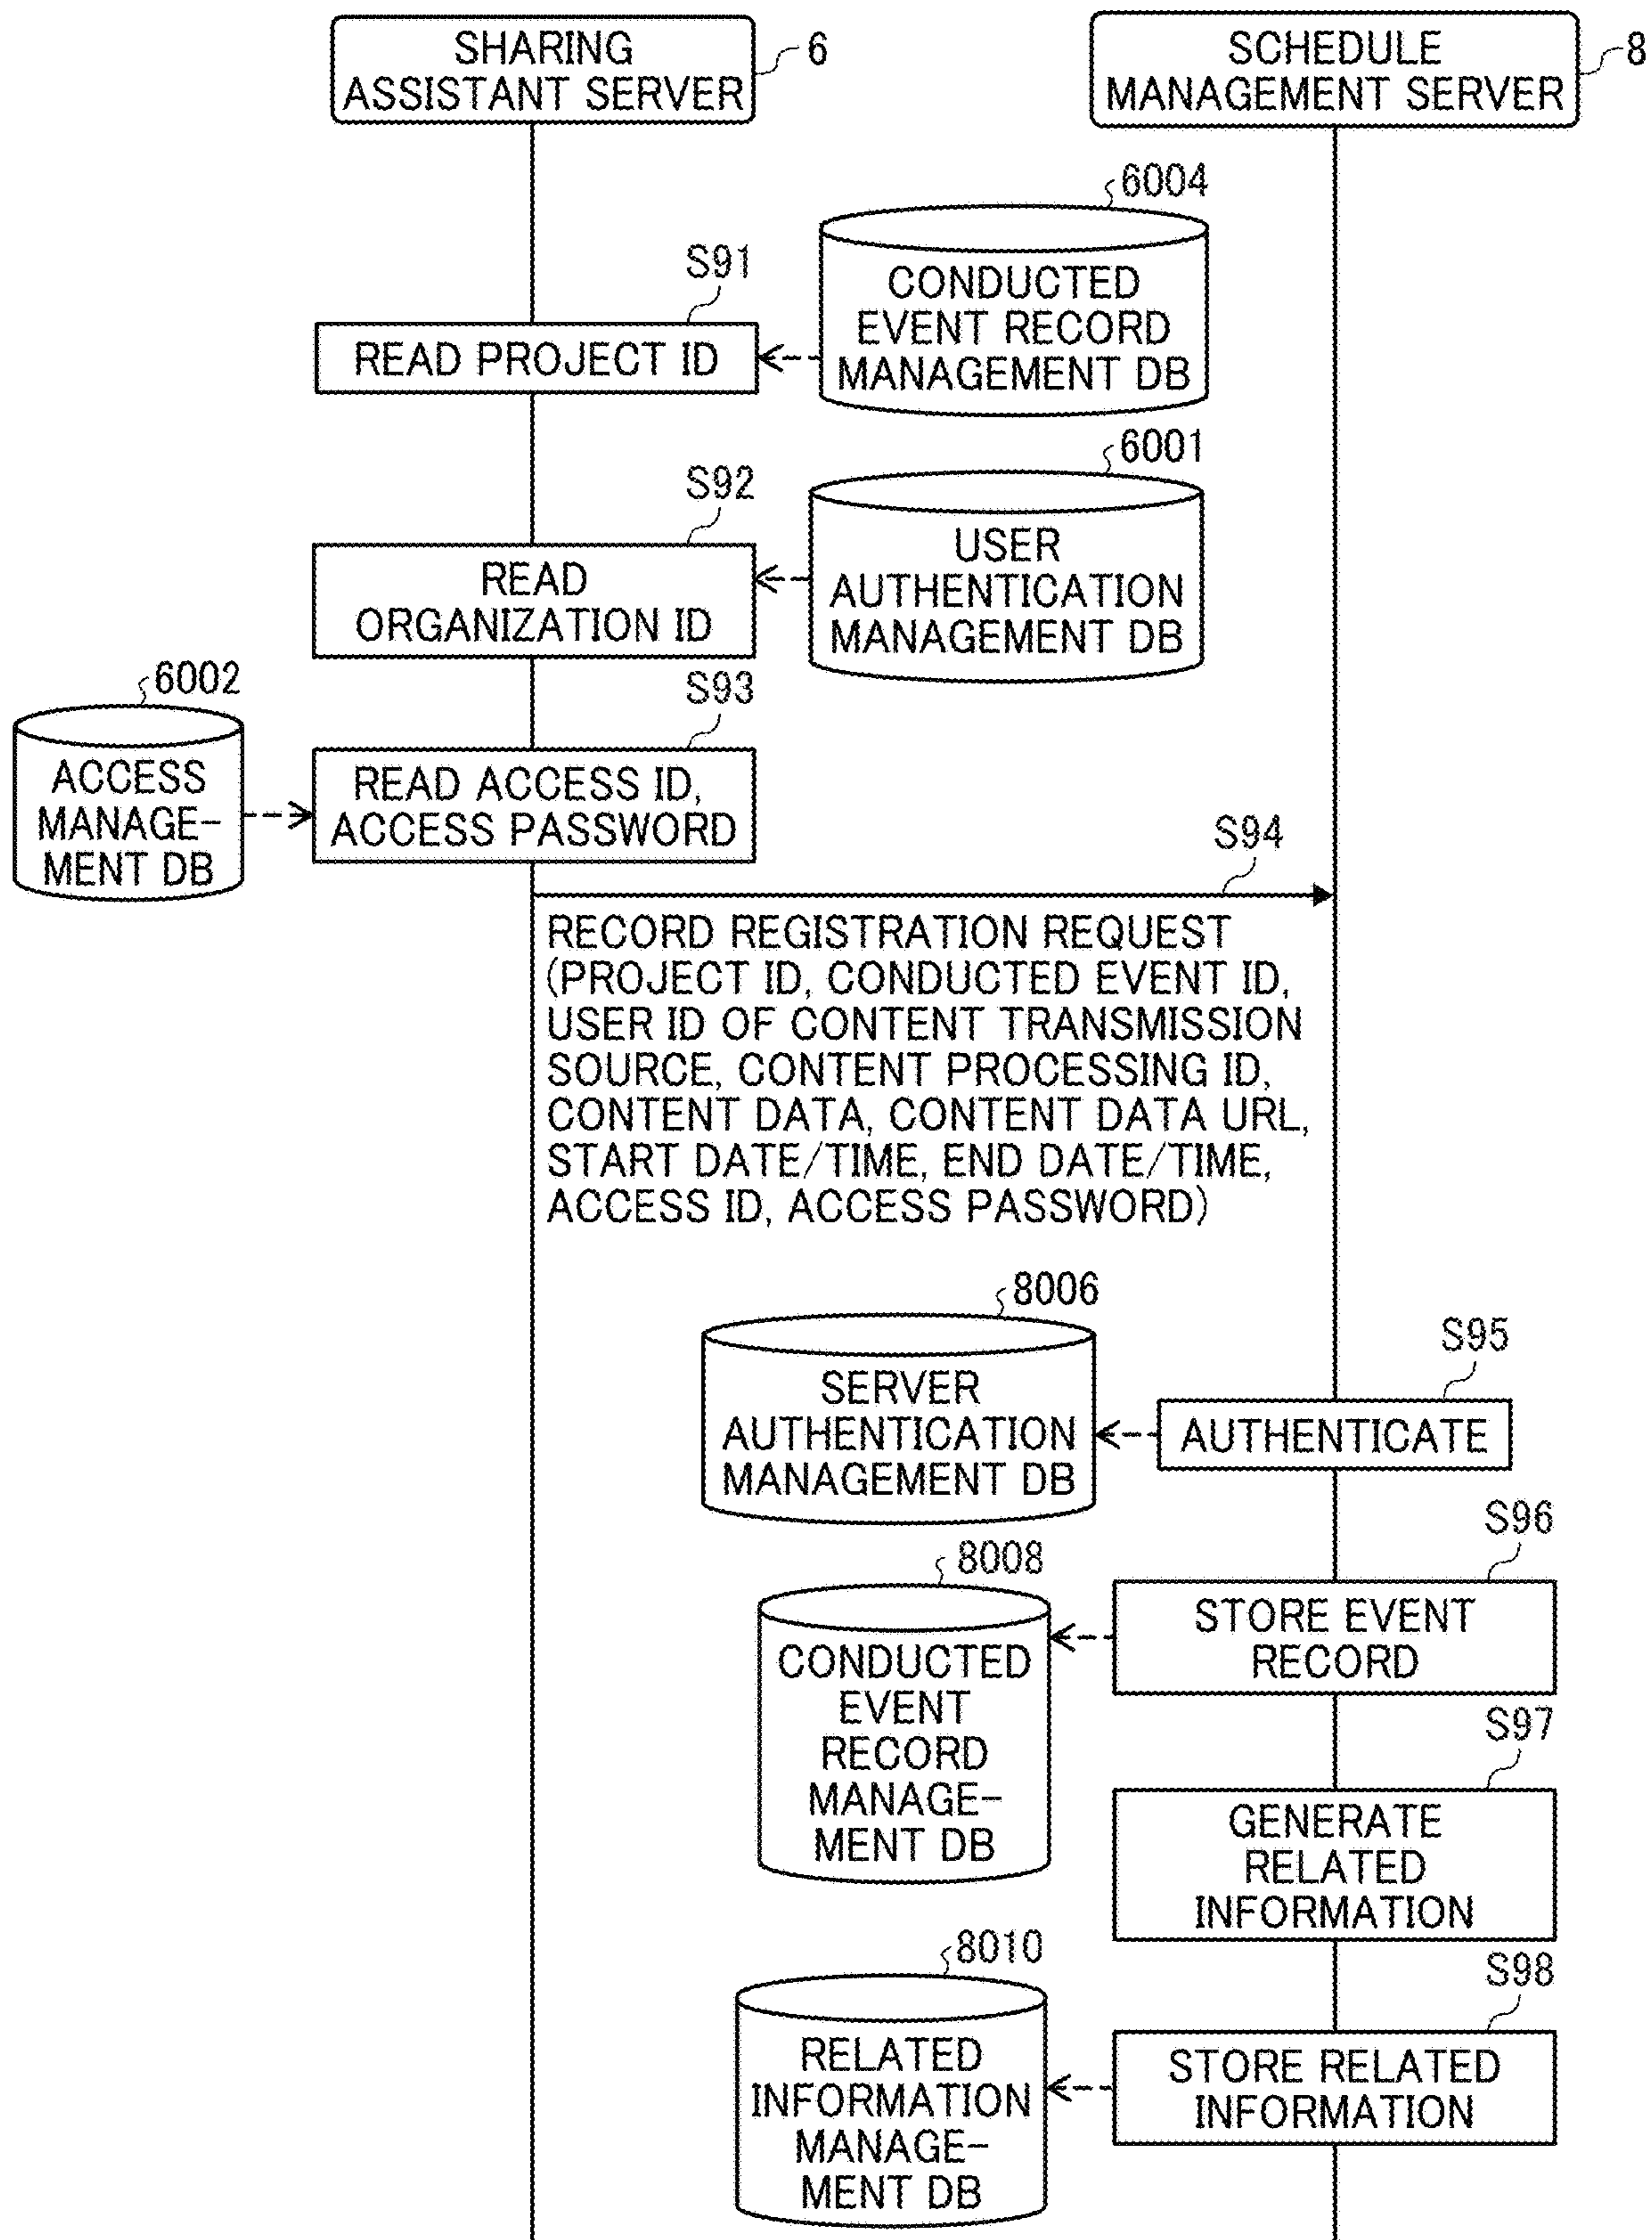 SHARING
ASSISTANT SERVER
6
SCHEDULE
MANAGEMENT SERVER
8
6004
CONDUCTED
EVENT RECORD
MANAGEMENT DB
S91
READ PROJECT ID
6001
USER
AUTHENTICATION
MANAGEMENT DB
S92
READ
ORGANIZATION ID
6002
ACCESS
MANAGE-
MENT DB
S93
READ ACCESS ID,
ACCESS PASSWORD
S94
RECORD REGISTRATION REQUEST
(PROJECT ID, CONDUCTED EVENT ID,
USER ID OF CONTENT TRANSMISSION
SOURCE, CONTENT PROCESSING ID,
CONTENT DATA, CONTENT DATA URL,
START DATE/TIME, END DATE/TIME,
ACCESS ID, ACCESS PASSWORD)
8006
SERVER
AUTHENTICATION
MANAGEMENT DB
S95
AUTHENTICATE
S96
STORE EVENT
RECORD
8008
CONDUCTED
EVENT
RECORD
MANAGE-
MENT DB
S97
GENERATE
RELATED
INFORMATION
8010
RELATED
INFORMATION
MANAGE-
MENT DB
S98
STORE RELATED
INFORMATION